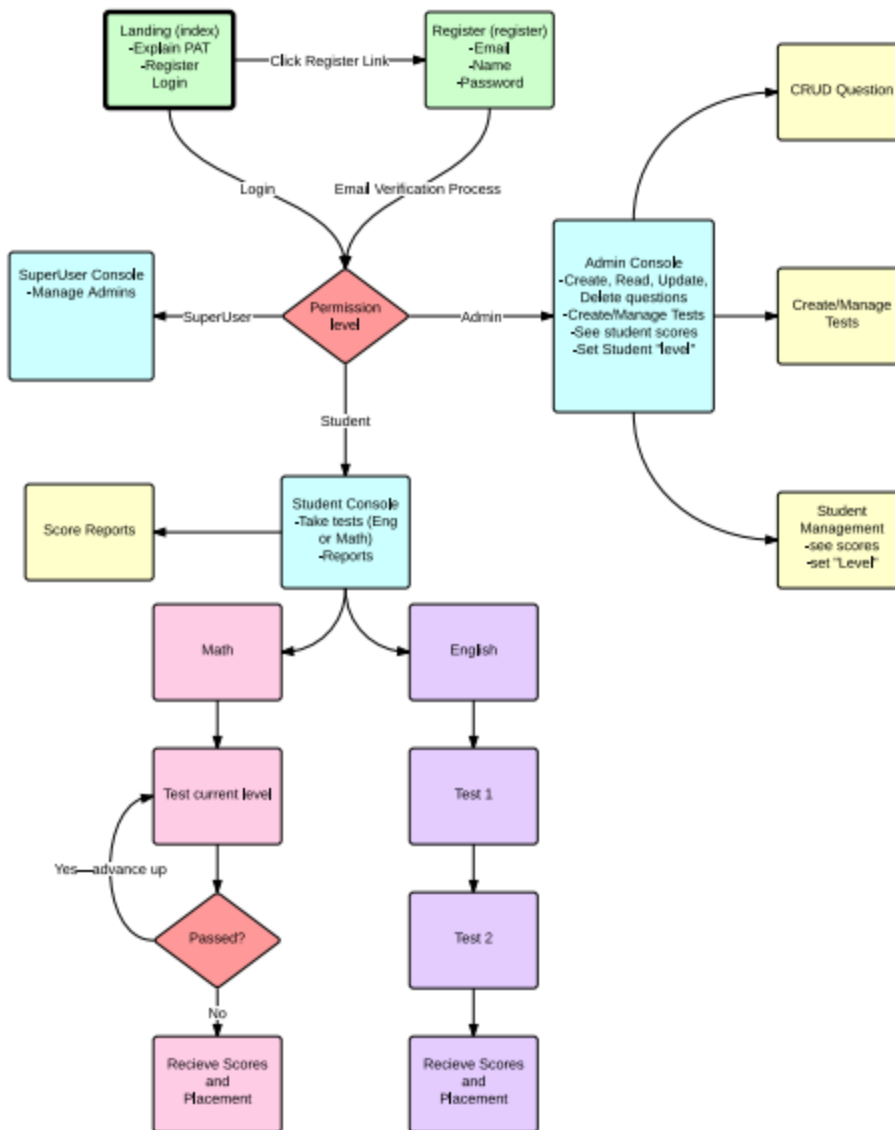 Landing (index)
-Explain PAT
-Register
Login
Click Register Link
Register (register)
-Email
-Name
-Password
CRUD Question
Login
Email Verification Process
SuperUser Console
-Manage Admins
SuperUser
Permission
level
Admin
Admin Console
-Create, Read, Update,
Delete questions
-Create/Manage Tests
-See student scores
-Set Student "level"
Create/Manage
Tests
Student
Score Reports
Student Console
-Take tests (Eng
or Math)
-Reports
Student
Management
-see scores
-set "Level"
Math
English
Test current level
Test 1
Yes—advance up
Passed?
Test 2
No
Recieve Scores
and
Placement
Recieve Scores
and
Placement